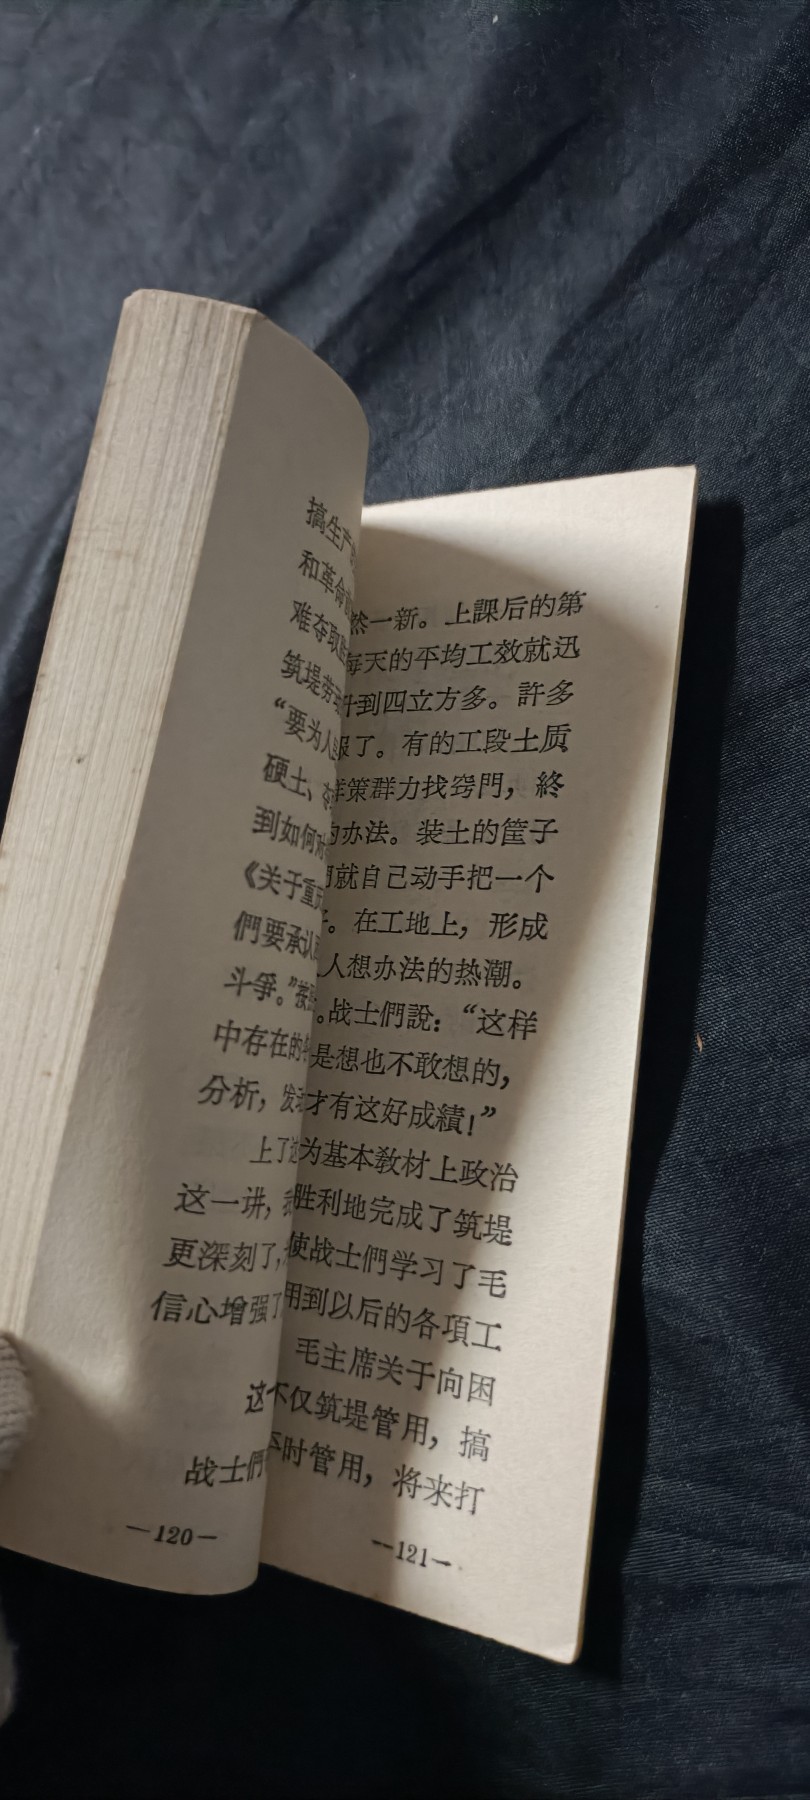 搞生产
和革命
难夺取
筑堤劳
“要为人
硬土、
到如何对
《关于重
們要承认
斗爭。”按
中存在的
分析，发
上了这
这一讲，
更深刻了，
信心增强了
这
战士們
—120—
然一新。上課后的第
每天的平均工效就迅
升到四立方多。許多
服了。有的工段土质
策群力找窍門，終
办法。装土的筐子
就自己动手把一个
。在工地上，形成
人想办法的热潮。
。战士們說：“这样
是想也不敢想的，
才有这好成績！”
为基本教材上政治
胜利地完成了筑堤
使战士們学习了毛
用到以后的各項工
毛主席关于向困
不仅筑堤管用，搞
时管用，将来打
—121—